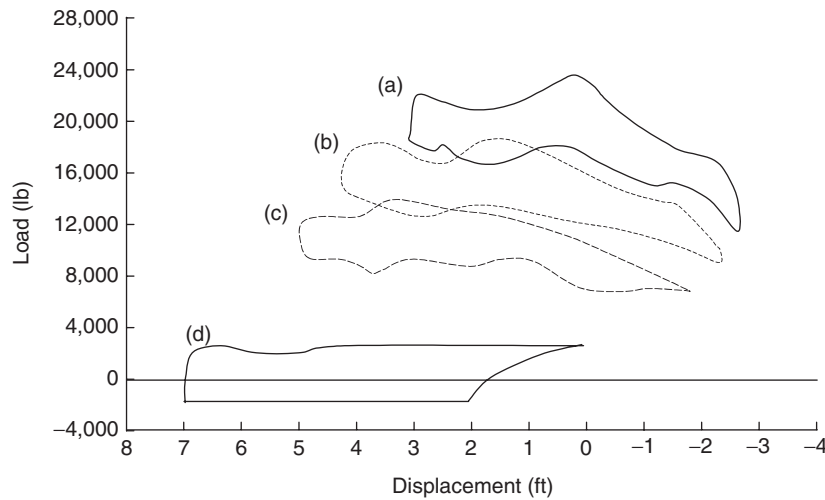 28,000
24,000
20,000
16,000
12,000
8,000
4,000
0
–4,000
Load (lb)
(a)
(b)
(c)
(d)
8 7 6 5 4 3 2 1 0 –1 –2 –3 –4
Displacement (ft)